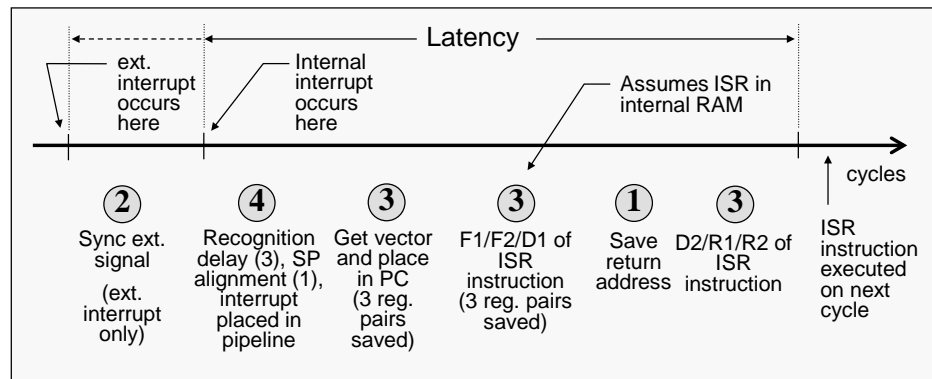 Latency
ext.
interrupt
occurs
here
Internal
interrupt
occurs
here
Assumes ISR in
internal RAM
cycles
2
Sync ext.
signal
(ext.
interrupt
only)
4
Recognition
delay (3), SP
alignment (1),
interrupt
placed in
pipeline
3
Get vector
and place
in PC
(3 reg.
pairs
saved)
3
F1/F2/D1 of
ISR
instruction
(3 reg. pairs
saved)
1
Save
return
address
3
D2/R1/R2 of
ISR
instruction
ISR
instruction
executed
on next
cycle